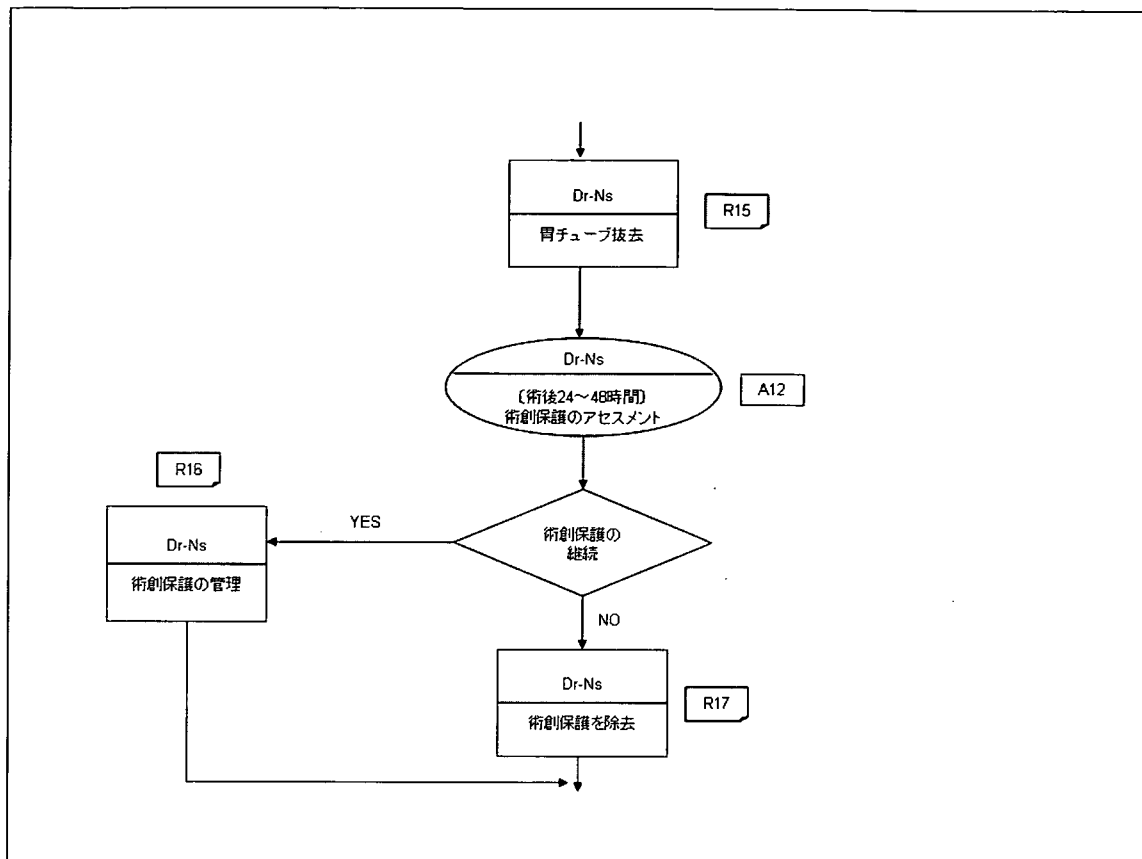 Dr-Ns
胃チューブ抜去
R15
Dr-Ns
〔術後24～48時間〕
術創保護のアセスメント
A12
R16
Dr-Ns
術創保護の管理
YES
術創保護の
継続
NO
Dr-Ns
術創保護を除去
R17